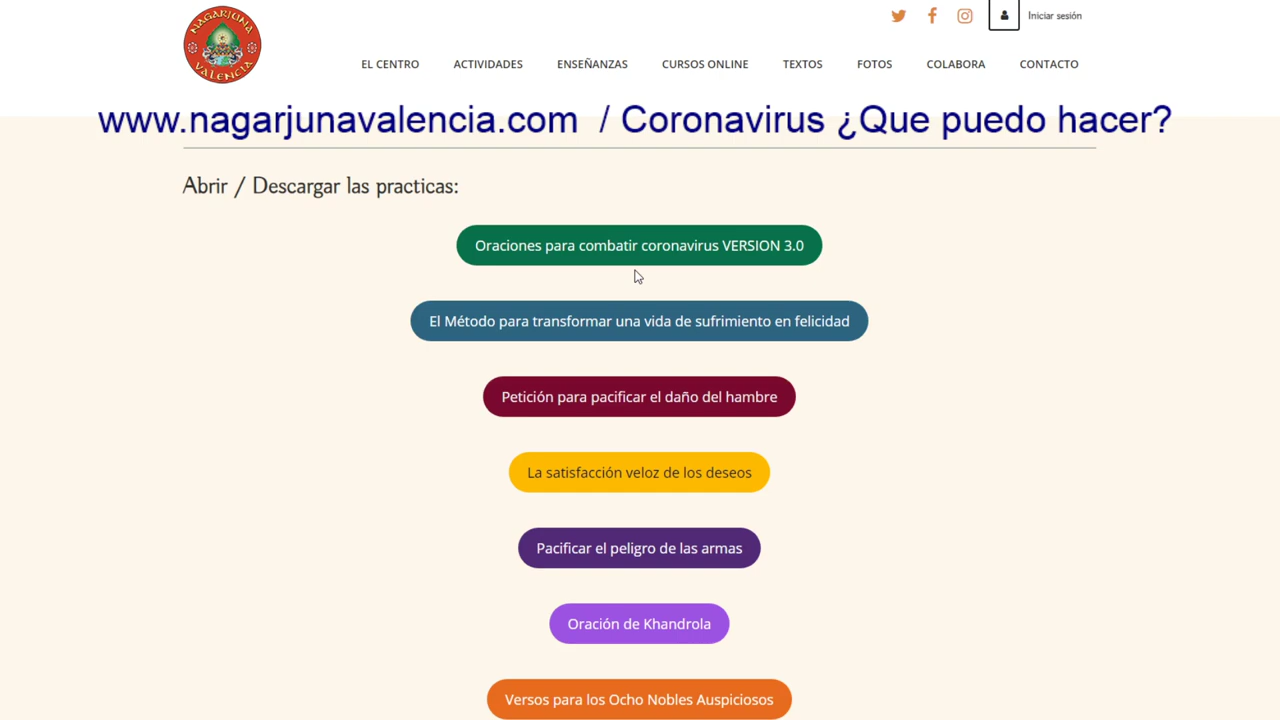 NAGARJUNA
VALENCIA
Iniciar sesión
EL CENTRO ACTIVIDADES ENSEÑANZAS CURSOS ONLINE TEXTOS FOTOS COLABORA CONTACTO
www.nagarjunavalencia.com / Coronavirus ¿Que puedo hacer?
Abrir / Descargar las practicas:
Oraciones para combatir coronavirus VERSION 3.0
El Método para transformar una vida de sufrimiento en felicidad
Petición para pacificar el daño del hambre
La satisfacción veloz de los deseos
Pacificar el peligro de las armas
Oración de Khandrola
Versos para los Ocho Nobles Auspiciosos